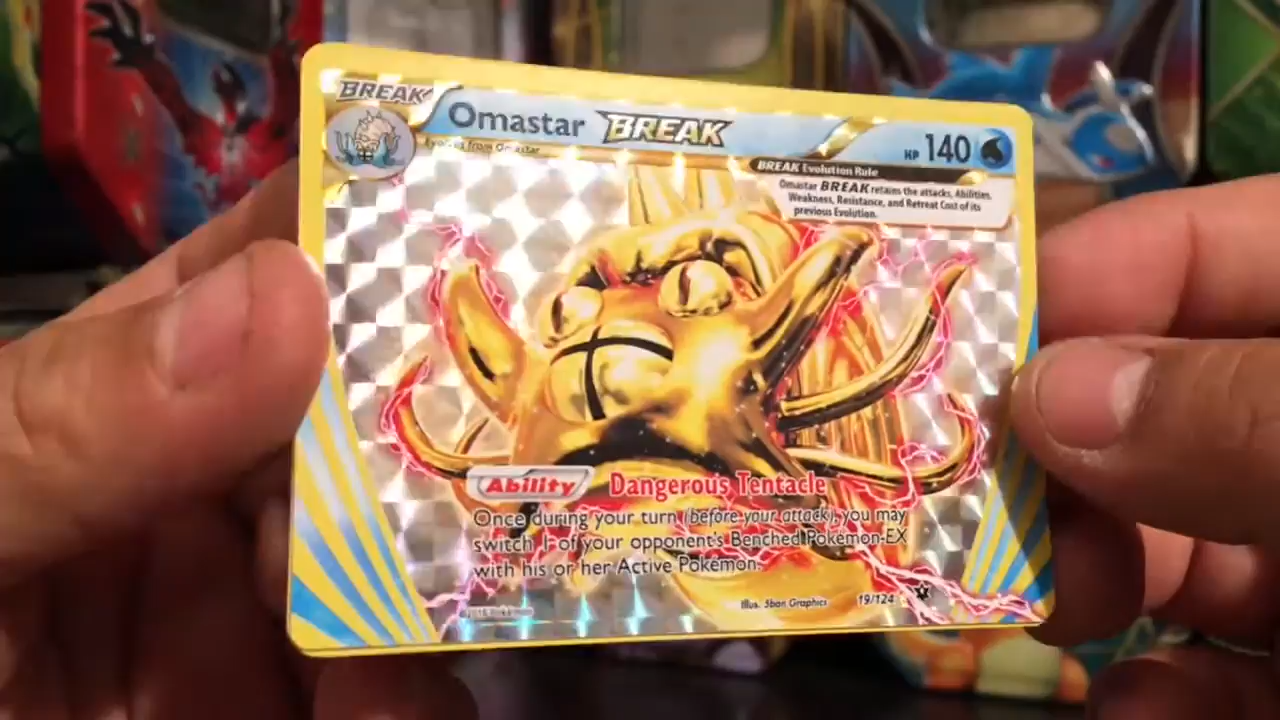 BREAK
Omastar BREAK
HP 140
Evolves from Omastar
BREAK Evolution Rule
Omastar BREAK retains the attacks, Abilities,
Weakness, Resistance, and Retreat Cost of its
previous Evolution.
Ability Dangerous Tentacle
Once during your turn (before your attack), you may
switch 1 of your opponent's Benched Pokémon-EX
with his or her Active Pokémon.
Illus. 5ban Graphics
19/124